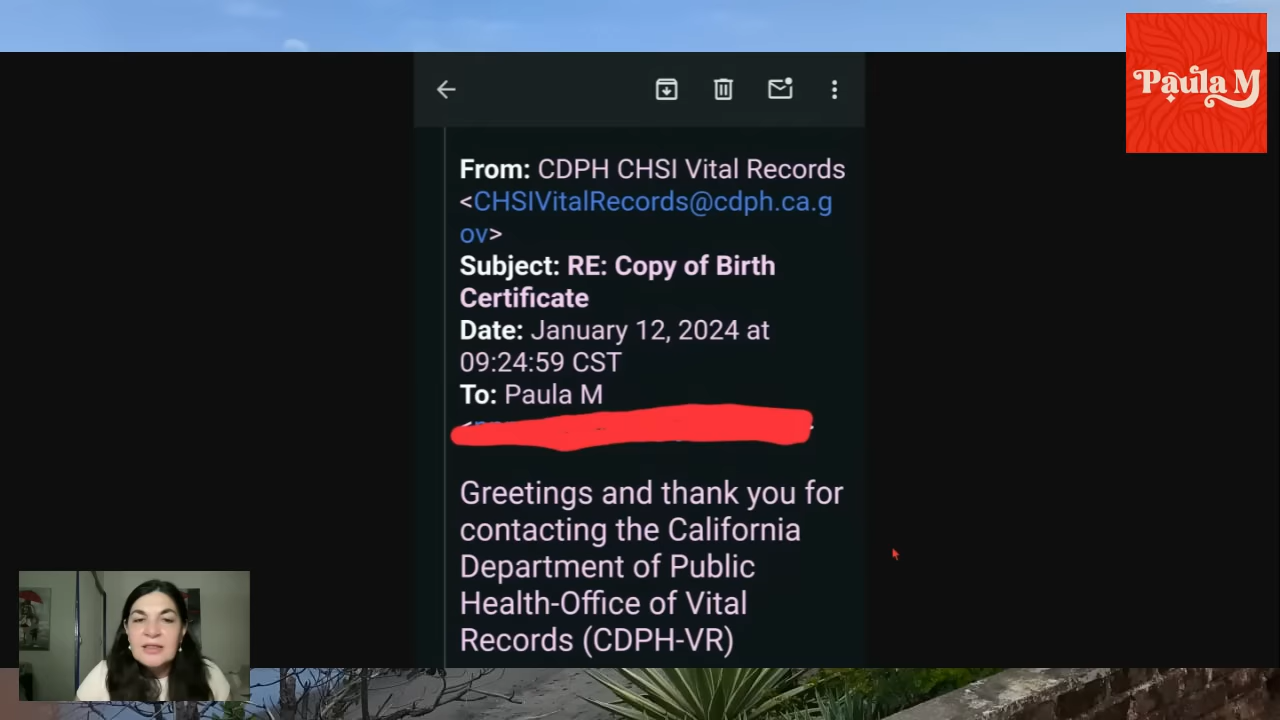 Paula M
From: CDPH CHSI Vital Records
<CHSIVitalRecords@cdph.ca.g
ov>
Subject: RE: Copy of Birth
Certificate
Date: January 12, 2024 at
09:24:59 CST
To: Paula M
Greetings and thank you for
contacting the California
Department of Public
Health-Office of Vital
Records (CDPH-VR)